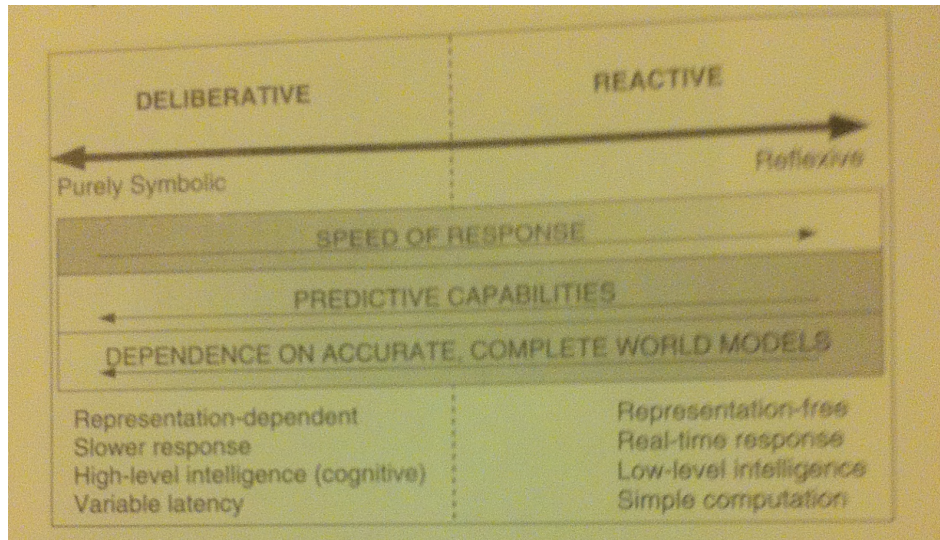 DELIBERATIVE
REACTIVE
Purely Symbolic
Reflexive
SPEED OF RESPONSE
PREDICTIVE CAPABILITIES
DEPENDENCE ON ACCURATE, COMPLETE WORLD MODELS
Representation-dependent
Slower response
High-level intelligence (cognitive)
Variable latency
Representation-free
Real-time response
Low-level intelligence
Simple computation